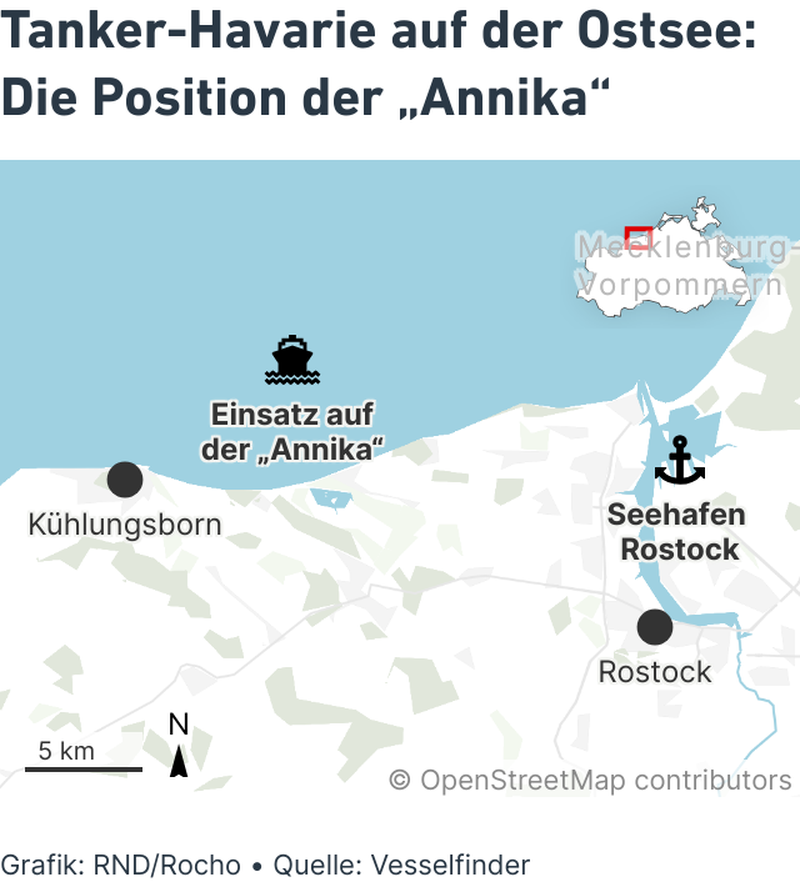 Tanker-Havarie auf der Ostsee:
Die Position der „Annika“
Mecklenburg-
Vorpommern
Einsatz auf
der „Annika“
Kühlungsborn
Seehafen
Rostock
Rostock
N
5 km
© OpenStreetMap contributors
Grafik: RND/Rocho • Quelle: Vesselfinder